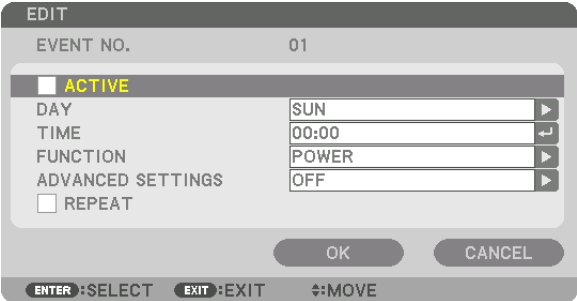 EDIT
EVENT NO. 01
ACTIVE
DAY SUN
TIME 00:00
FUNCTION POWER
ADVANCED SETTINGS OFF
REPEAT
OK CANCEL
ENTER :SELECT EXIT :EXIT :MOVE